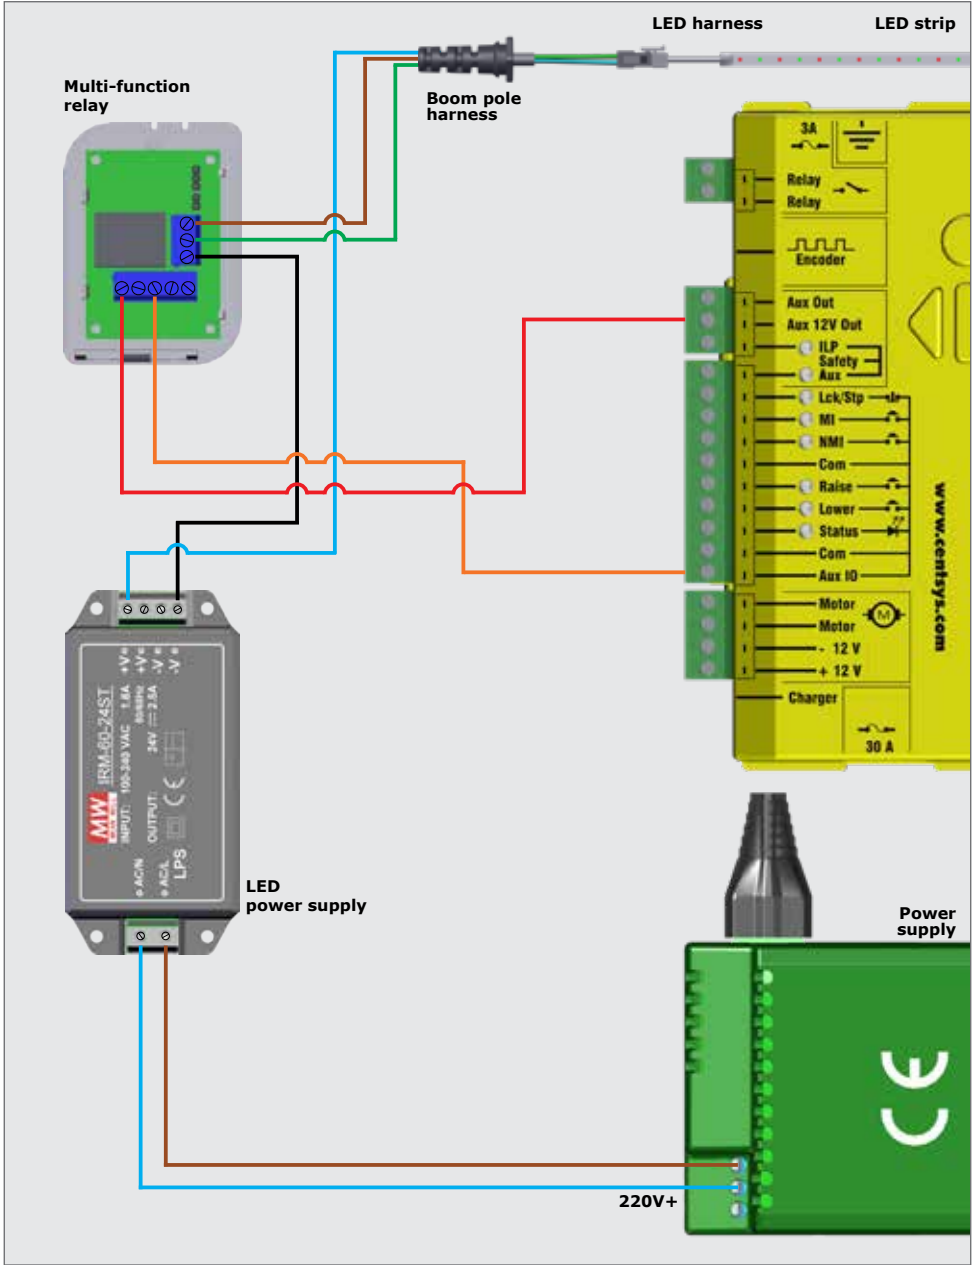 LED harness
LED strip
Multi-function
relay
Boom pole
harness
3A
Relay
Relay
Encoder
Aux Out
Aux 12V Out
ILP
Safety
Aux
Lck/Stp
MI
NMI
Com
Raise
Lower
Status
Com
Aux IO
Motor
Motor
M
- 12 V
+ 12 V
Charger
30 A
www.centsys.com
+V
+V
-V
-V
IRM-60-24ST
INPUT: 100-240 VAC 1.8A
50/60Hz
OUTPUT: 24V 2.5A
MW
AC/N
AC/L
LPS
CE
LED
power supply
Power
supply
CE
220V+